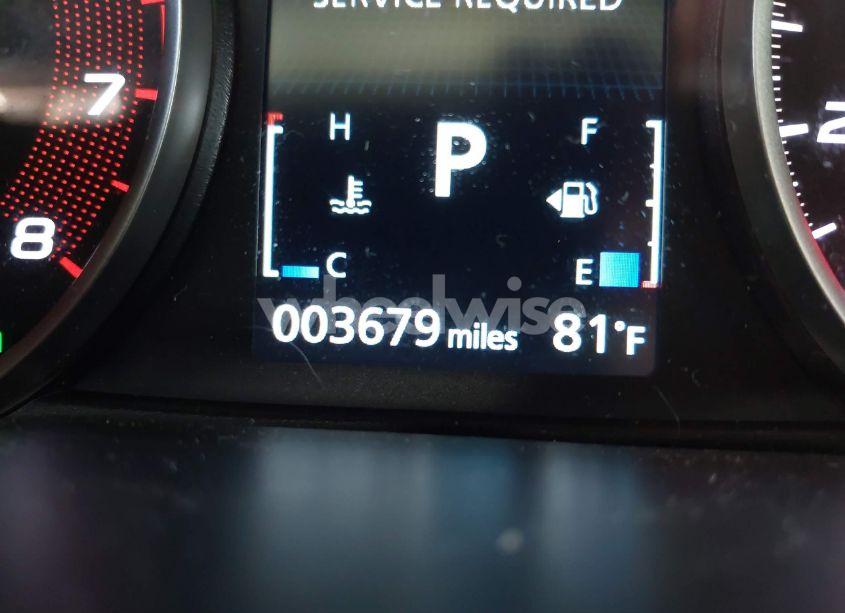 SERVICE REQUIRED
7
H
P
F
2
8
C
E
wheelwise
003679 miles 81°F